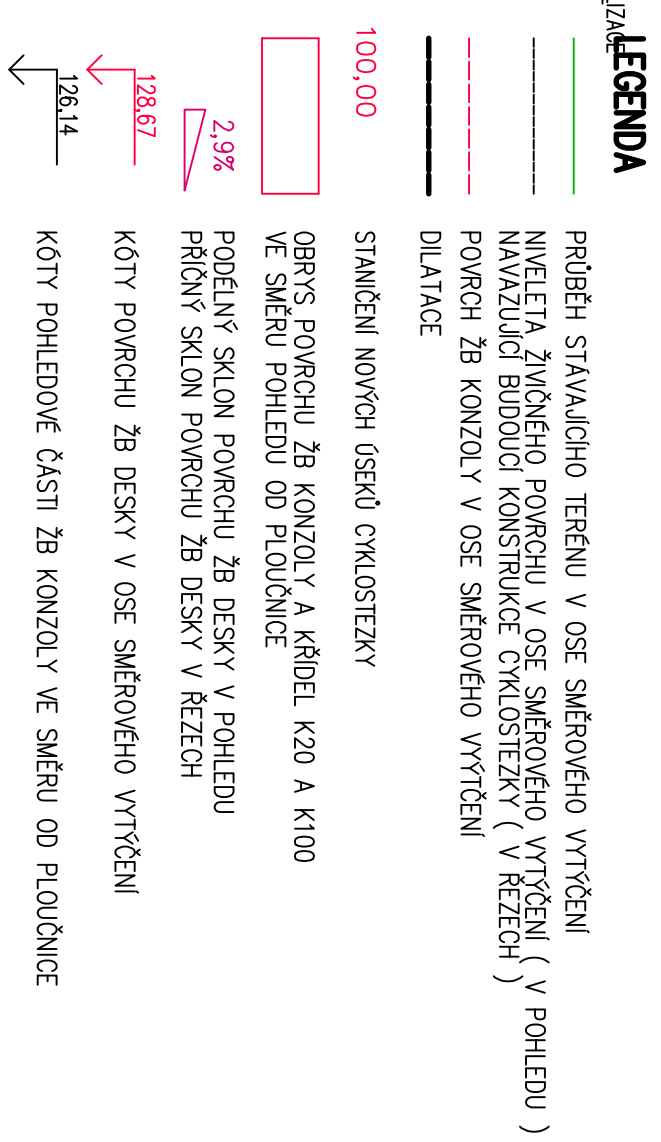 IZACE
LEGENDA
PRŮBĚH STÁVAJÍCÍHO TERÉNU V OSE SMĚROVÉHO VYTÝČENÍ
NIVELETA ŽIVIČNÉHO POVRCHU V OSE SMĚROVÉHO VYTÝČENÍ ( V POHLEDU )
NAVAZUJÍCÍ BUDOUCÍ KONSTRUKCE CYKLOSTEZKY ( V ŘEZECH )
POVRCH ŽB KONZOLY V OSE SMĚROVÉHO VYÝTČENÍ
DILATACE
100,00
STANIČENÍ NOVÝCH ÚSEKŮ CYKLOSTEZKY
OBRYS POVRCHU ŽB KONZOLY A KŘÍDEL K20 A K100
VE SMĚRU POHLEDU OD PLOUČNICE
2,9%
PODÉLNÝ SKLON POVRCHU ŽB DESKY V POHLEDU
PŘÍČNÝ SKLON POVRCHU ŽB DESKY V ŘEZECH
128,67
KÓTY POVRCHU ŽB DESKY V OSE SMĚROVÉHO VYTÝČENÍ
126,14
KÓTY POHLEDOVÉ ČÁSTI ŽB KONZOLY VE SMĚRU OD PLOUČNICE